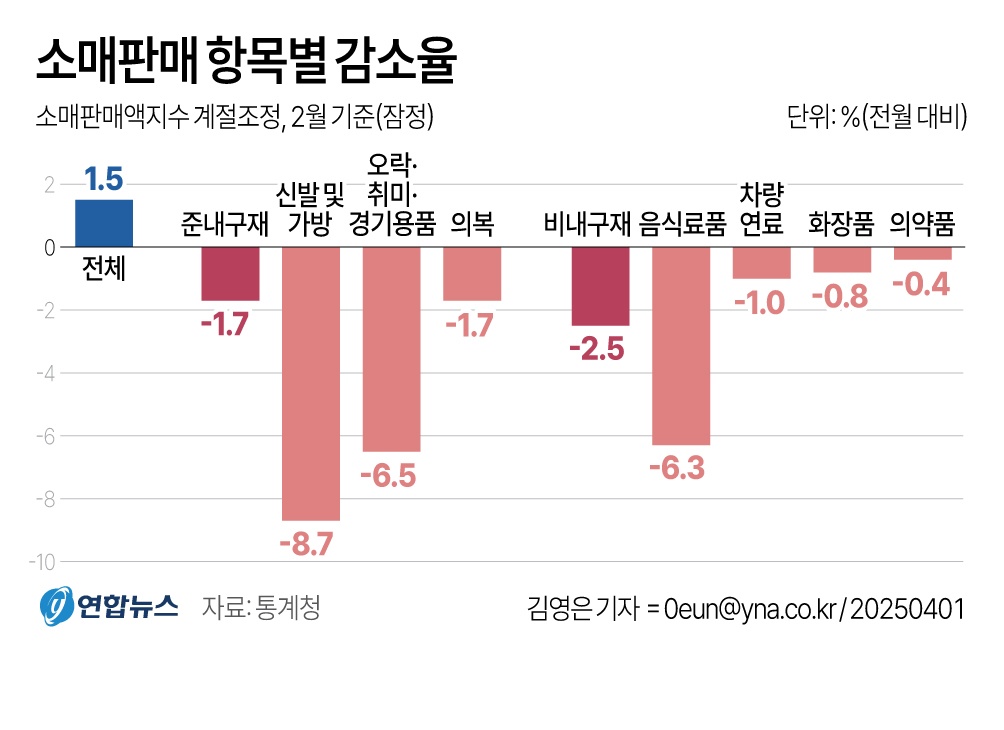 소매판매 항목별 감소율
소매판매액지수 계절조정, 2월 기준(잠정)
단위: %(전월 대비)
2
0
-2
-4
-6
-8
-10
1.5
전체
준내구재
-1.7
신발 및
가방
-8.7
오락·
취미·
경기용품
-6.5
의복
-1.7
비내구재
-2.5
음식료품
-6.3
차량
연료
-1.0
화장품
-0.8
의약품
-0.4
연합뉴스
자료: 통계청
김영은 기자 = 0eun@yna.co.kr / 20250401